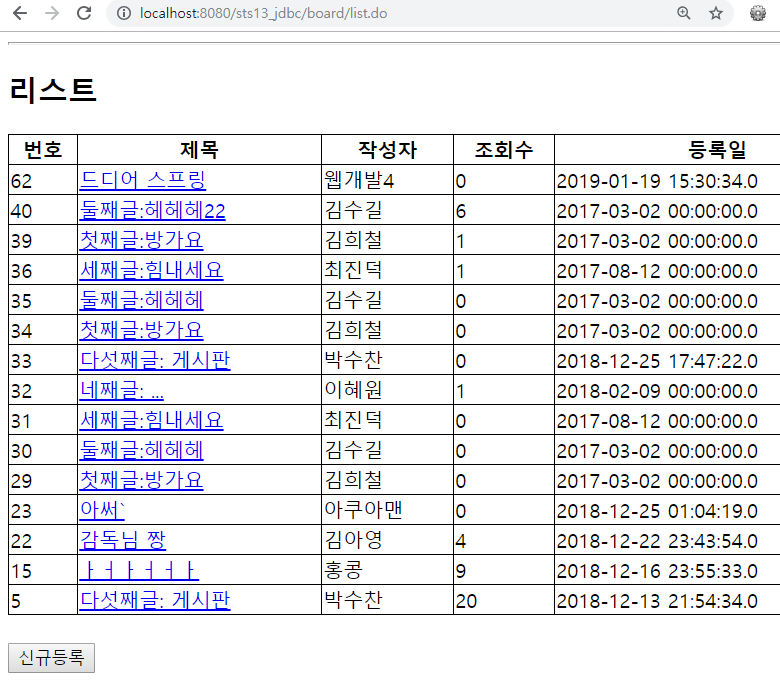 localhost:8080/sts13_jdbc/board/list.do
리스트
번호 제목 작성자 조회수 등록일
62 드디어 스프링 웹개발4 0 2019-01-19 15:30:34.0
40 둘째글:헤헤헤22 김수길 6 2017-03-02 00:00:00.0
39 첫째글:방가요 김희철 1 2017-03-02 00:00:00.0
36 세째글:힘내세요 최진덕 1 2017-08-12 00:00:00.0
35 둘째글:헤헤헤 김수길 0 2017-03-02 00:00:00.0
34 첫째글:방가요 김희철 0 2017-03-02 00:00:00.0
33 다섯째글: 게시판 박수찬 0 2018-12-25 17:47:22.0
32 네째글: ... 이혜원 1 2018-02-09 00:00:00.0
31 세째글:힘내세요 최진덕 0 2017-08-12 00:00:00.0
30 둘째글:헤헤헤 김수길 0 2017-03-02 00:00:00.0
29 첫째글:방가요 김희철 0 2017-03-02 00:00:00.0
23 아써` 아쿠아맨 0 2018-12-25 01:04:19.0
22 감독님 짱 김아영 4 2018-12-22 23:43:54.0
15 ㅏㅓㅏㅓㅓㅏ 홍콩 9 2018-12-16 23:55:33.0
5 다섯째글: 게시판 박수찬 20 2018-12-13 21:54:34.0
신규등록